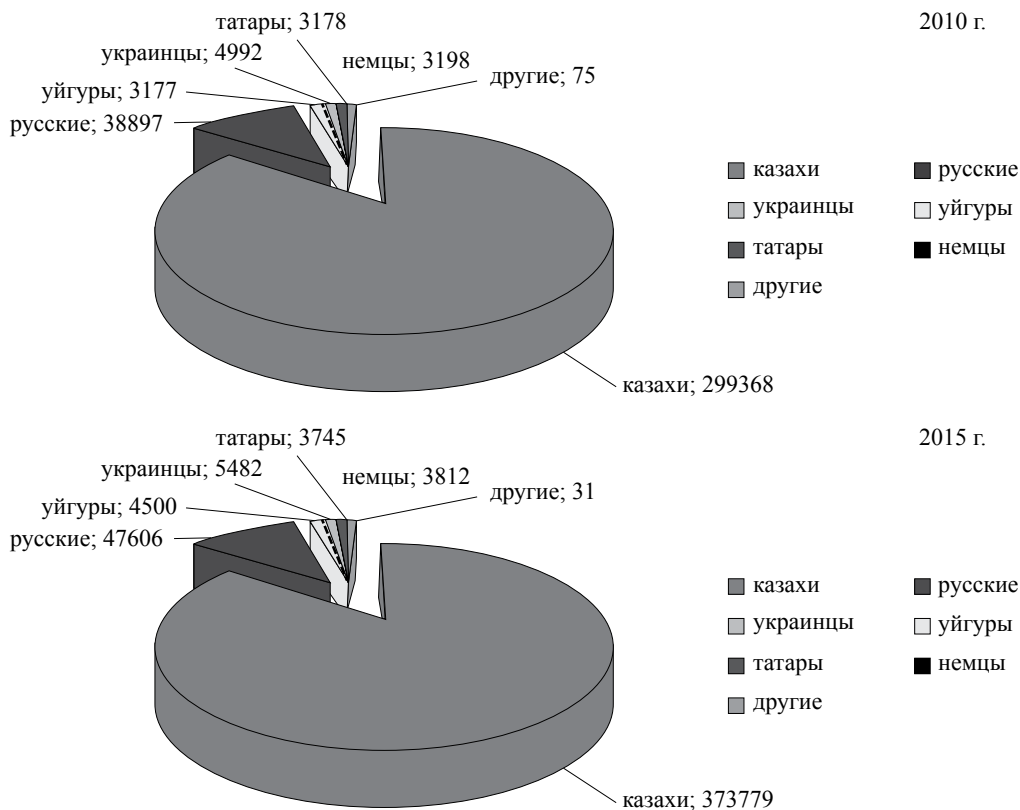 татары; 3178
2010 г.
украинцы; 4992
немцы; 3198
другие; 75
уйгуры; 3177
русские; 38897
казахи
русские
украинцы
уйгуры
татары
немцы
другие
казахи; 299368
татары; 3745
2015 г.
украинцы; 5482
немцы; 3812
другие; 31
уйгуры; 4500
русские; 47606
казахи
русские
украинцы
уйгуры
татары
немцы
другие
казахи; 373779